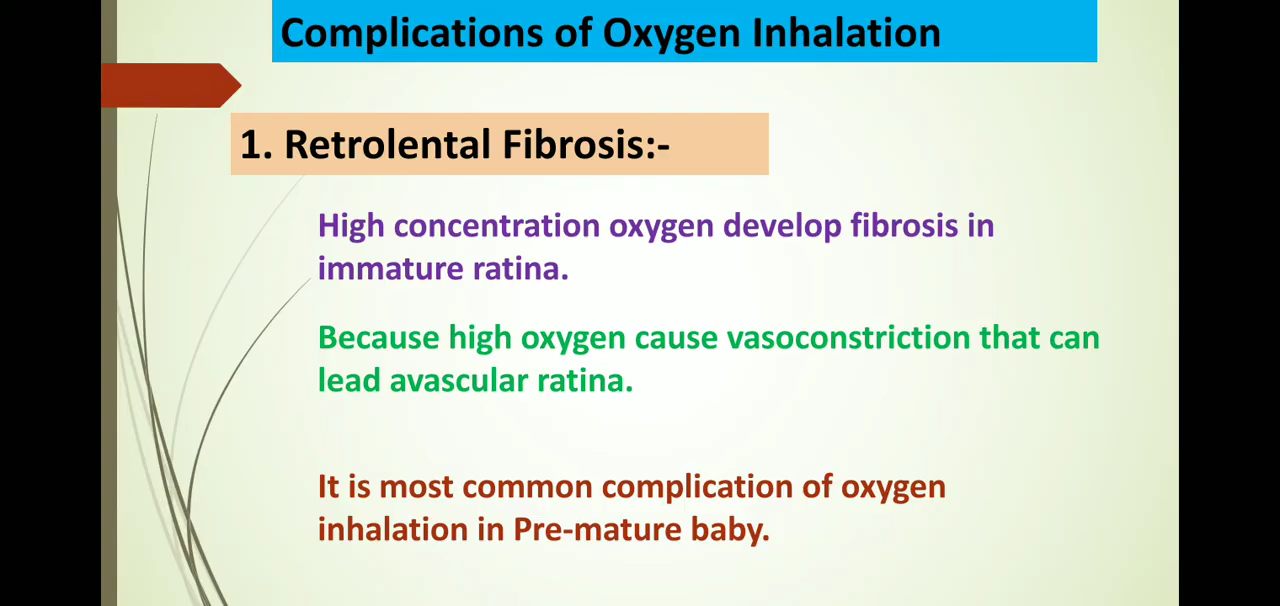 Complications of Oxygen Inhalation
1. Retrolental Fibrosis:-
High concentration oxygen develop fibrosis in
immature ratina.
Because high oxygen cause vasoconstriction that can
lead avascular ratina.
It is most common complication of oxygen
inhalation in Pre-mature baby.